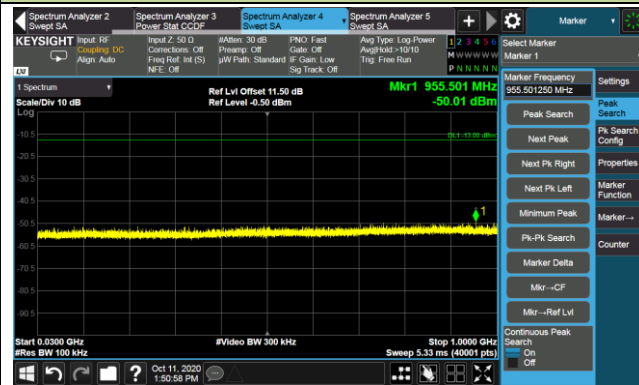 Spectrum Analyzer 2
Swept SA
Spectrum Analyzer 3
Power Stat CCDF
Spectrum Analyzer 4
Swept SA
Spectrum Analyzer 5
Swept SA
+
Marker
KEYSIGHT
LXI
Input: RF
Coupling: DC
Align: Auto
Input Z: 50 Ω
Corrections: Off
Freq Ref: Int (S)
NFE: Off
#Atten: 30 dB
Preamp: Off
µW Path: Standard
PNO: Fast
Gate: Off
IF Gain: Low
Sig Track: Off
Avg Type: Log-Power
Avg|Hold:>10/10
Trig: Free Run
1 2 3 4 5 6
M W W W W W
P N N N N N
Select Marker
Marker 1
1 Spectrum
Scale/Div 10 dB
Log
Ref Lvl Offset 11.50 dB
Ref Level -0.50 dBm
Mkr1 955.501 MHz
-50.01 dBm
DL1 -13.00 dBm
-10.5
-20.5
-30.5
-40.5
-50.5
-60.5
-70.5
-80.5
-90.5
1
Start 0.0300 GHz
#Res BW 100 kHz
#Video BW 300 kHz
Stop 1.0000 GHz
Sweep 5.33 ms (40001 pts)
Marker Frequency
955.501250 MHz
Peak Search
Next Peak
Next Pk Right
Next Pk Left
Minimum Peak
Pk-Pk Search
Marker Delta
Mkr→CF
Mkr→Ref Lvl
Continuous Peak
Search
On
Off
Settings
Peak
Search
Pk Search
Config
Properties
Marker
Function
Marker→
Counter
?
Oct 11, 2020
1:50:58 PM